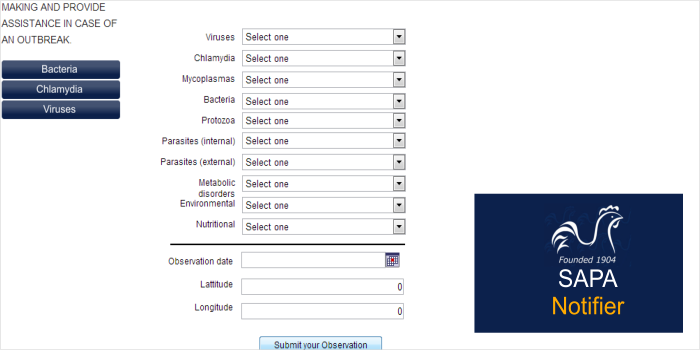 MAKING AND PROVIDE
ASSISTANCE IN CASE OF
AN OUTBREAK.
Bacteria
Chlamydia
Viruses
Viruses Select one
Chlamydia Select one
Mycoplasmas Select one
Bacteria Select one
Protozoa Select one
Parasites (internal) Select one
Parasites (external) Select one
Metabolic
disorders Select one
Environmental Select one
Nutritional Select one
Observation date
Lattitude 0
Longitude 0
Submit your Observation
Founded 1904
SAPA
Notifier